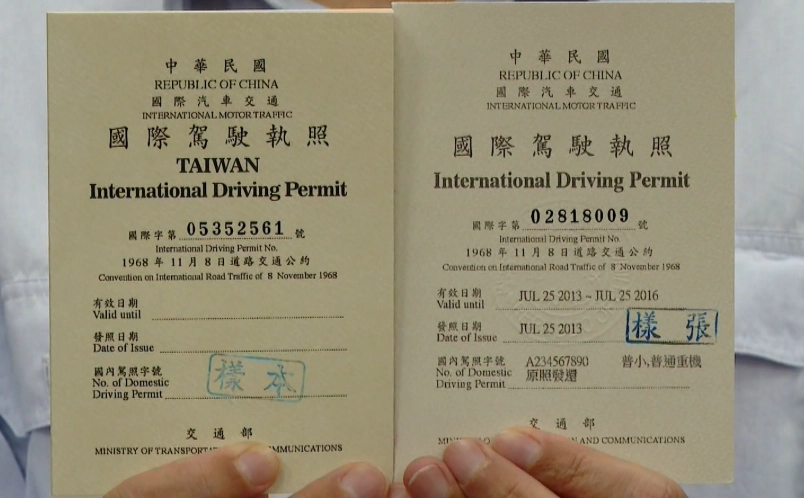 中華民國
REPUBLIC OF CHINA
國際汽車交通
INTERNATIONAL MOTOR TRAFFIC
國際駕駛執照
TAIWAN
International Driving Permit
國際字第 05352561 號
International Driving Permit No.
1968 年 11 月 8 日道路交通公約
Convention on International Road Traffic of 8 November 1968
有效日期
Valid until
發照日期
Date of Issue
國內駕照字號
No. of Domestic
Driving Permit
樣本
交通部
MINISTRY OF COMMUNICATIONS
中華民國
REPUBLIC OF CHINA
國際汽車交通
INTERNATIONAL MOTOR TRAFFIC
國際駕駛執照
International Driving Permit
國際字第 02818009 號
International Driving Permit No.
1968 年 11 月 8 日道路交通公約
Convention on International Road Traffic of 8 November 1968
有效日期
Valid until JUL 25 2013 ~ JUL 25 2016
發照日期
Date of Issue JUL 25 2013
樣張
國內駕照字號 A234567890 普小,普通重機
No. of Domestic 原照發還
Driving Permit
交通部
AND COMMUNICATIONS